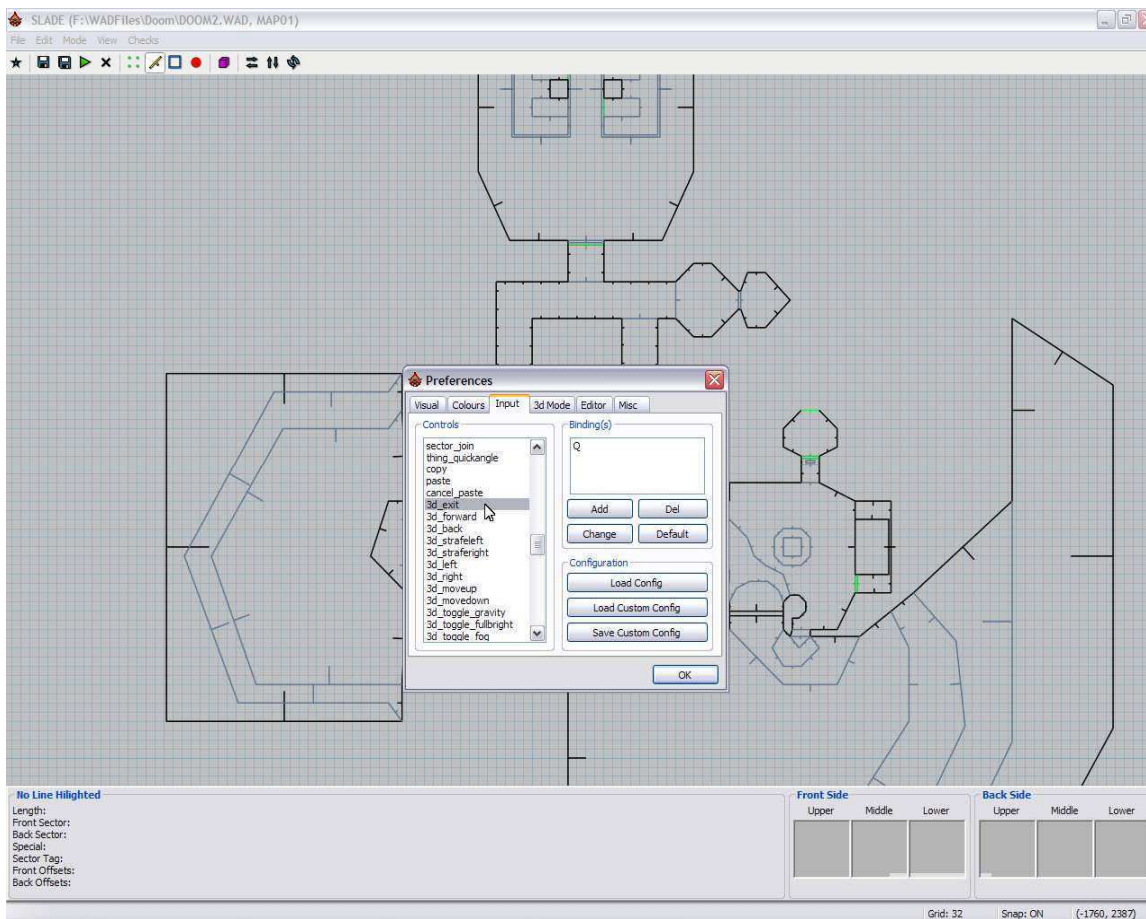 SLADE (F:\WADFiles\Doom\DOOM2.WAD, MAP01)
File Edit Mode View Checks
Preferences
Visual Colours Input 3d Mode Editor Misc
Controls
sector_join
thing_quickangle
copy
paste
cancel_paste
3d_exit
3d_forward
3d_back
3d_strafeleft
3d_straferight
3d_left
3d_right
3d_moveup
3d_movedown
3d_toggle_gravity
3d_toggle_fullbright
3d_toggle_fog
Binding(s)
Q
Add Del
Change Default
Configuration
Load Config
Load Custom Config
Save Custom Config
OK
No Line Hilighted
Length:
Front Sector:
Back Sector:
Special:
Sector Tag:
Front Offsets:
Back Offsets:
Front Side
Upper Middle Lower
Back Side
Upper Middle Lower
Grid: 32 Snap: ON (-1760, 2387)